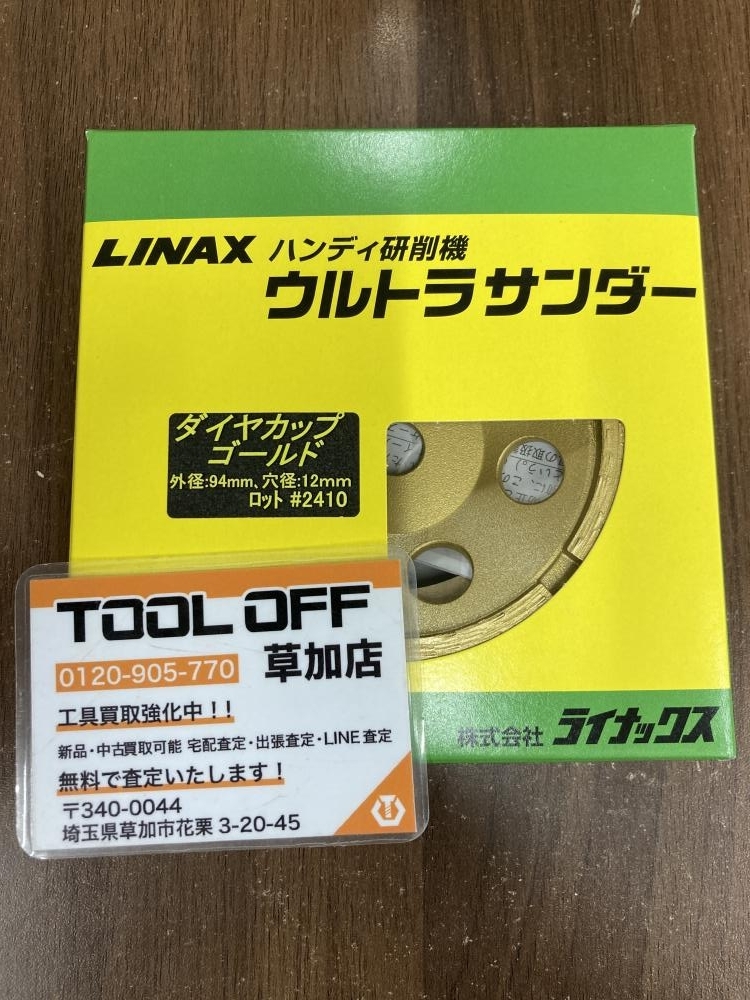 LINAX ハンディ研削機
ウルトラサンダー
ダイヤカップ
ゴールド
外径:94mm、穴径:12mm
ロット #2410
株式会社 ライナックス
TOOL OFF
0120-905-770 草加店
工具買取強化中!!
新品・中古買取可能 宅配査定・出張査定・LINE査定
無料で査定いたします!
〒340-0044
埼玉県草加市花栗 3-20-45